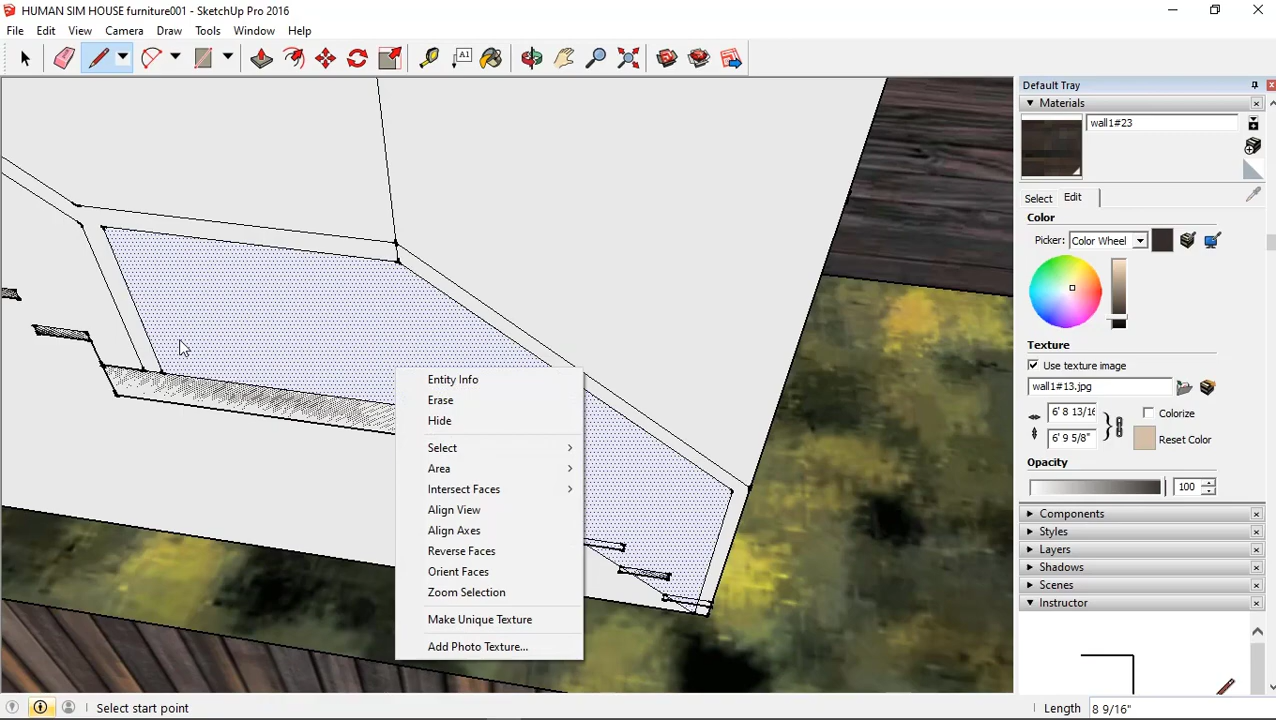 HUMAN SIM HOUSE furniture001 - SketchUp Pro 2016
File Edit View Camera Draw Tools Window Help
A1
Default Tray
Materials
wall1#23
Select Edit
Color
Picker: Color Wheel
Texture
Use texture image
wall1#13.jpg
6' 8 13/16
Colorize
6' 9 5/8"
Reset Color
Opacity
100
Components
Styles
Layers
Shadows
Scenes
Instructor
Entity Info
Erase
Hide
Select
Area
Intersect Faces
Align View
Align Axes
Reverse Faces
Orient Faces
Zoom Selection
Make Unique Texture
Add Photo Texture...
Select start point
Length 8 9/16"